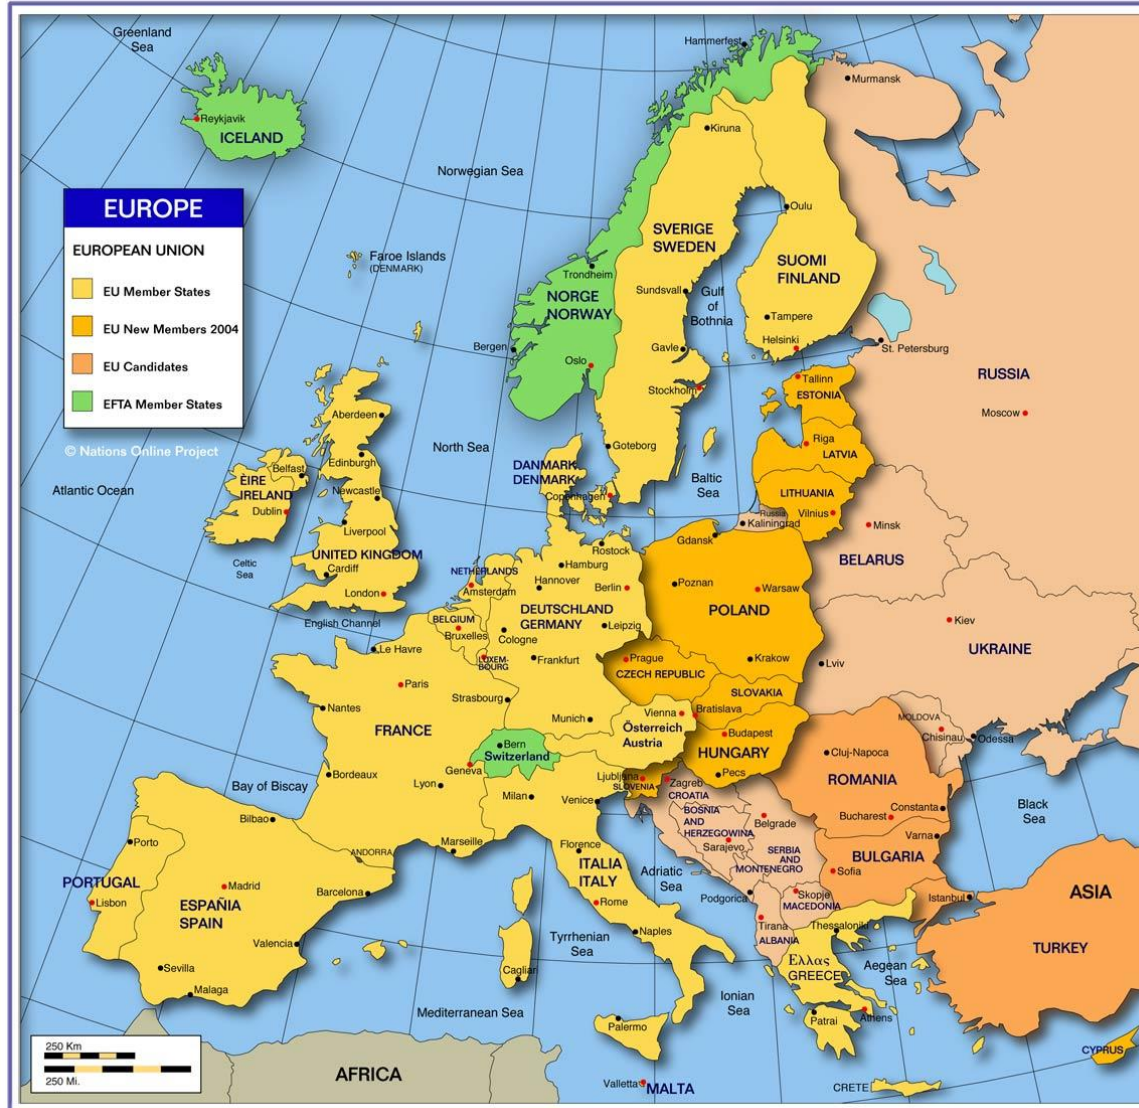 Greenland
Sea
Hammerfest
Murmansk
Reykjavik
ICELAND
Kiruna
Norwegian Sea
EUROPE
EUROPEAN UNION
EU Member States
EU New Members 2004
EU Candidates
EFTA Member States
© Nations Online Project
Faroe Islands
(DENMARK)
Oulu
SVERIGE
SWEDEN
SUOMI
FINLAND
Trondheim
NORGE
NORWAY
Sundsvall
Gulf
of
Bothnia
Tampere
Bergen
Gavle
Helsinki
St. Petersburg
Oslo
Stockholm
Tallinn
ESTONIA
RUSSIA
Moscow
Aberdeen
North Sea
Goteborg
Riga
LATVIA
Edinburgh
Belfast
DANMARK
DENMARK
Baltic
Sea
Atlantic Ocean
ÈIRE
IRELAND
Newcastle
Copenhagen
LITHUANIA
Dublin
Vilnius
Russia
Kaliningrad
Minsk
Liverpool
Gdansk
UNITED KINGDOM
Rostock
BELARUS
Celtic
Sea
Cardiff
Hamburg
NETHERLANDS
Amsterdam
Hannover
Berlin
Poznan
Warsaw
London
POLAND
English Channel
DEUTSCHLAND
GERMANY
BELGIUM
Bruxelles
Cologne
Leipzig
Kiev
Le Havre
LUXEM-
BOURG
Frankfurt
Prague
Krakow
Lviv
UKRAINE
CZECH REPUBLIC
Paris
Strasbourg
SLOVAKIA
Nantes
Munich
Vienna
Bratislava
MOLDOVA
FRANCE
Österreich
Austria
Budapest
Chisinau
Odessa
Bern
Switzerland
HUNGARY
Cluj-Napoca
Geneva
Bordeaux
Lyon
Ljubljana
SLOVENIA
Pecs
Zagreb
CROATIA
ROMANIA
Bay of Biscay
Milan
Venice
BOSNIA
AND
HERZEGOWINA
Sarajevo
Belgrade
Bucharest
Constanta
Black
Sea
Bilbao
Porto
ANDORRA
Marseille
Florence
Varna
ITALIA
ITALY
Adriatic
Sea
SERBIA
AND
MONTENEGRO
BULGARIA
Sofia
PORTUGAL
Lisbon
Madrid
Barcelona
ESPAÑIA
SPAIN
Rome
Podgorica
Skopje
MACEDONIA
Istanbul
ASIA
Tirana
ALBANIA
Thessaloniki
Valencia
Naples
Tyrrhenian
Sea
TURKEY
Sevilla
Cagliari
Ελλας
GREECE
Aegean
Sea
Malaga
Mediterranean Sea
Ionian
Sea
Palermo
Patrai
Athens
250 Km
250 Mi.
AFRICA
Valletta
MALTA
CRETE
CYPRUS